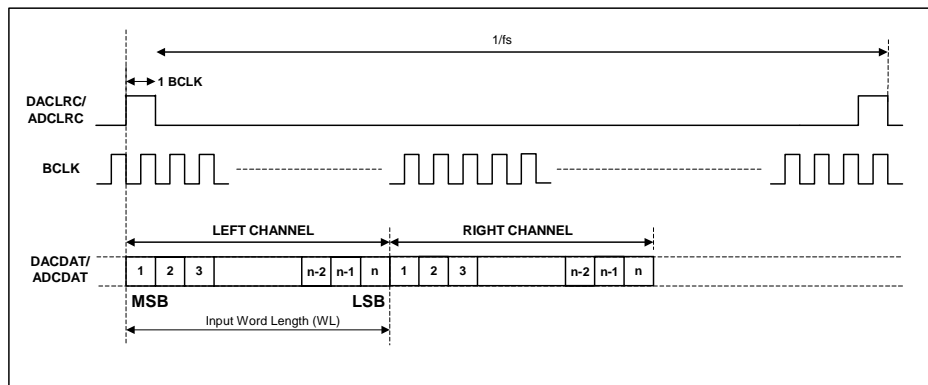 1/fs
1 BCLK
DACLRC/
ADCLRC
BCLK
LEFT CHANNEL
RIGHT CHANNEL
DACDAT/
ADCDAT
1 2 3 n-2 n-1 n 1 2 3 n-2 n-1 n
MSB LSB
Input Word Length (WL)